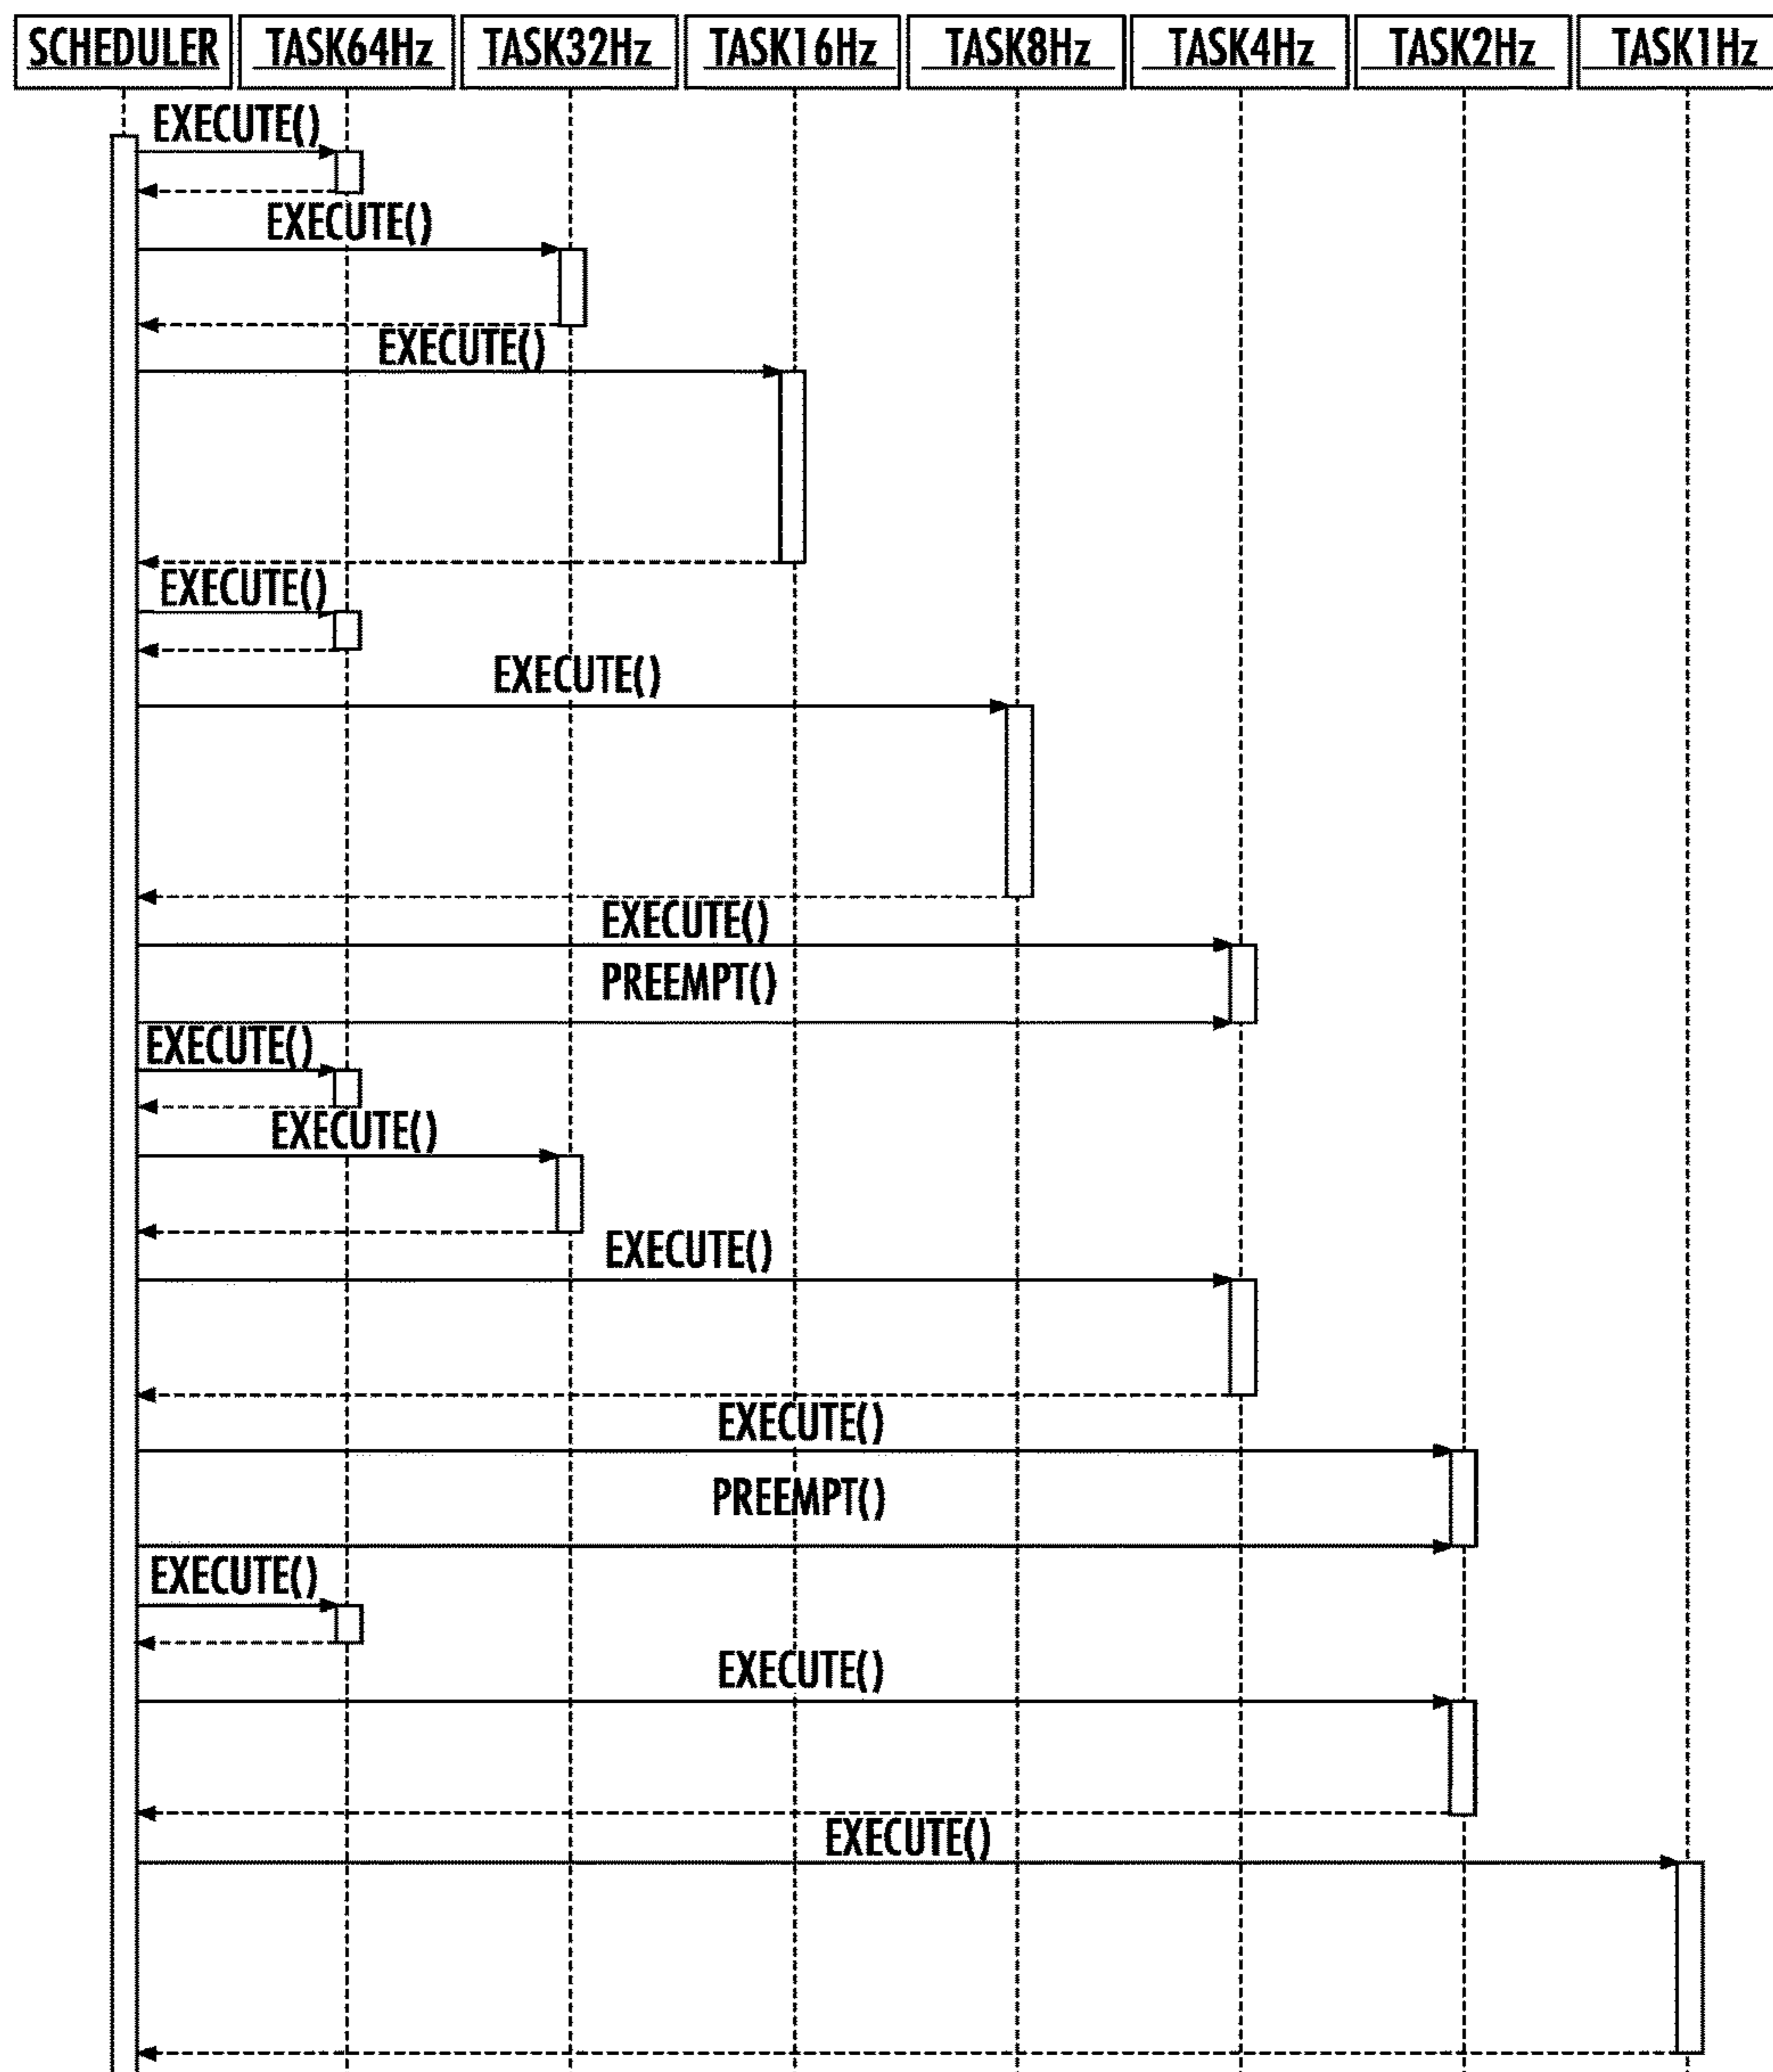 SCHEDULER TASK64Hz TASK32Hz TASK16Hz TASK8Hz TASK4Hz TASK2Hz TASK1Hz
EXECUTE()
EXECUTE()
EXECUTE()
EXECUTE()
EXECUTE()
EXECUTE()
PREEMPT()
EXECUTE()
EXECUTE()
EXECUTE()
EXECUTE()
PREEMPT()
EXECUTE()
EXECUTE()
EXECUTE()